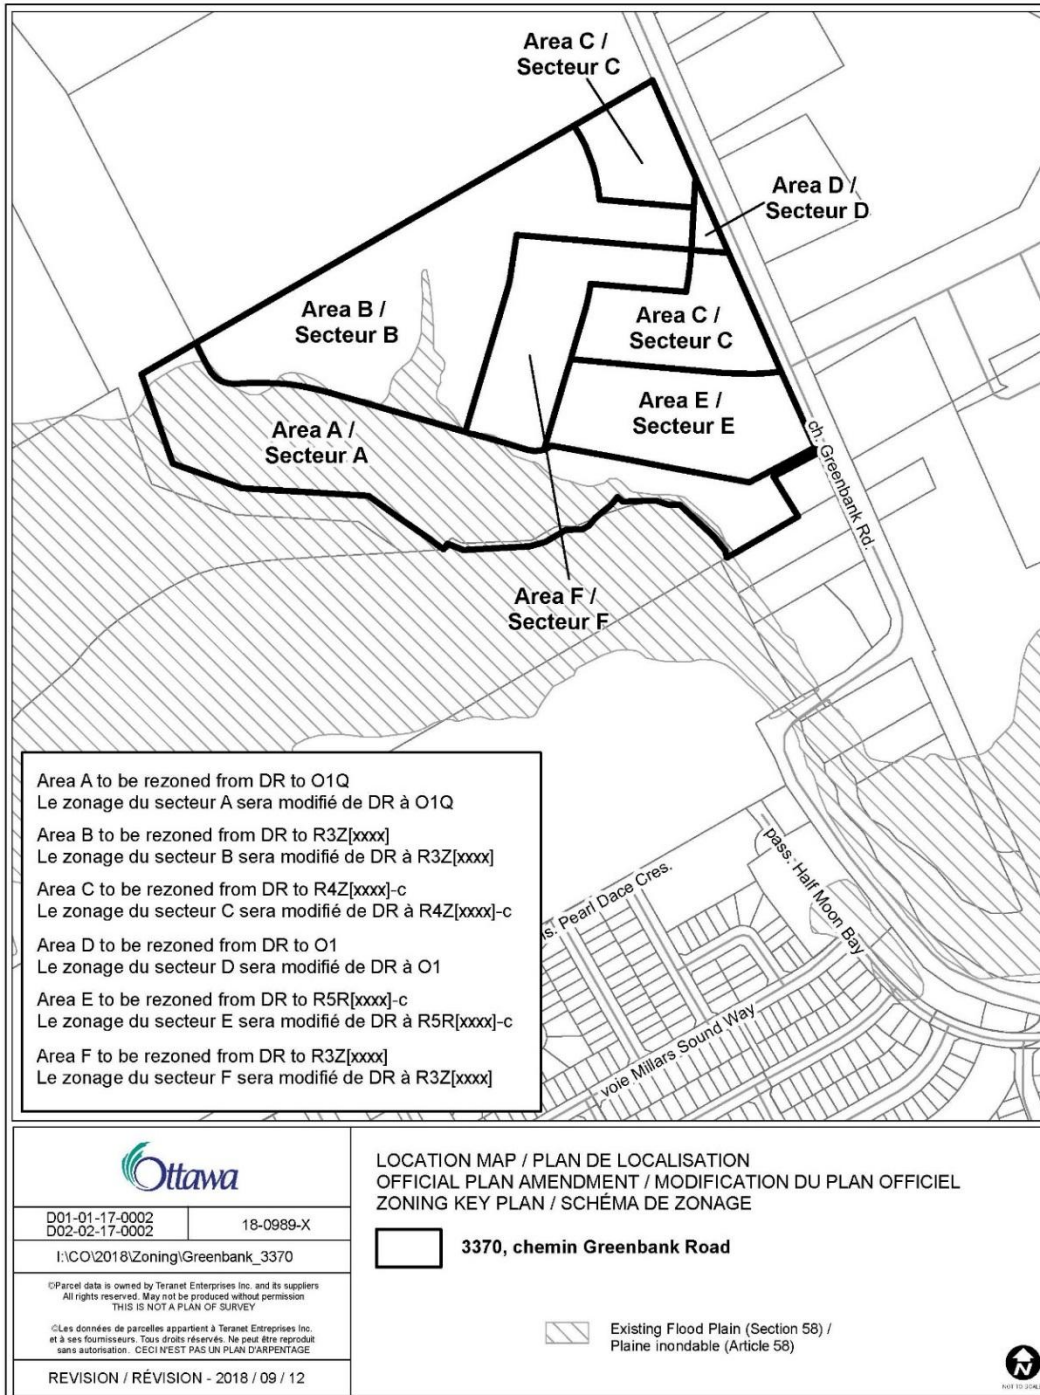 Area C /
Secteur C
Area D /
Secteur D
Area B /
Secteur B
Area C /
Secteur C
Area E /
Secteur E
Area A /
Secteur A
ch. Greenbank Rd.
Area F /
Secteur F
Area A to be rezoned from DR to O1Q
Le zonage du secteur A sera modifié de DR à O1Q
Area B to be rezoned from DR to R3Z[xxxx]
Le zonage du secteur B sera modifié de DR à R3Z[xxxx]
Area C to be rezoned from DR to R4Z[xxxx]-c
Le zonage du secteur C sera modifié de DR à R4Z[xxxx]-c
Area D to be rezoned from DR to O1
Le zonage du secteur D sera modifié de DR à O1
Area E to be rezoned from DR to R5R[xxxx]-c
Le zonage du secteur E sera modifié de DR à R5R[xxxx]-c
Area F to be rezoned from DR to R3Z[xxxx]
Le zonage du secteur F sera modifié de DR à R3Z[xxxx]
is. Pearl Dace Cres.
pass. Half Moon Bay
voie Millars Sound Way
Ottawa
D01-01-17-0002
D02-02-17-0002
18-0989-X
I:\CO\2018\Zoning\Greenbank_3370
©Parcel data is owned by Teranet Enterprises Inc. and its suppliers
All rights reserved. May not be produced without permission
THIS IS NOT A PLAN OF SURVEY
©Les données de parcelles appartient à Teranet Entreprises Inc.
et à ses fournisseurs. Tous droits réservés. Ne peut être reproduit
sans autorisation. CECI N'EST PAS UN PLAN D'ARPENTAGE
REVISION / RÉVISION - 2018 / 09 / 12
LOCATION MAP / PLAN DE LOCALISATION
OFFICIAL PLAN AMENDMENT / MODIFICATION DU PLAN OFFICIEL
ZONING KEY PLAN / SCHÉMA DE ZONAGE
3370, chemin Greenbank Road
Existing Flood Plain (Section 58) /
Plaine inondable (Article 58)
N
NOT TO SCALE